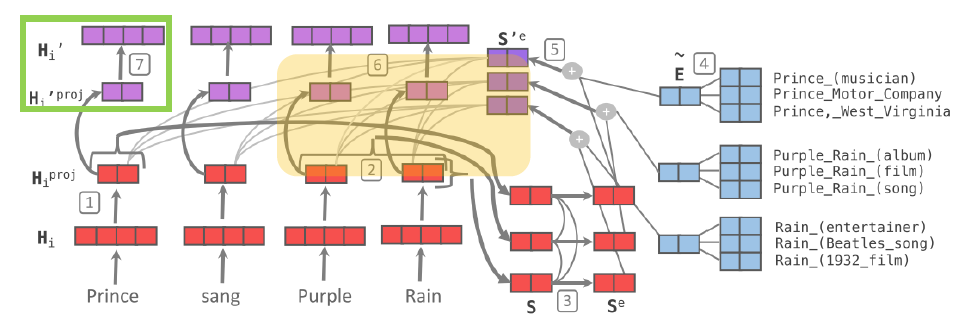 Hᵢ'
7
Hᵢ'ᵖʳᵒʲ
6
S'ᵉ
5
+
Ẽ
4
Prince_(musician)
Prince_Motor_Company
Prince,_West_Virginia
+
+
Purple_Rain_(album)
Purple_Rain_(film)
Purple_Rain_(song)
Hᵢᵖʳᵒʲ
1
2
Hᵢ
Rain_(entertainer)
Rain_(Beatles_song)
Rain_(1932_film)
Prince
sang
Purple
Rain
S
3
Sᵉ